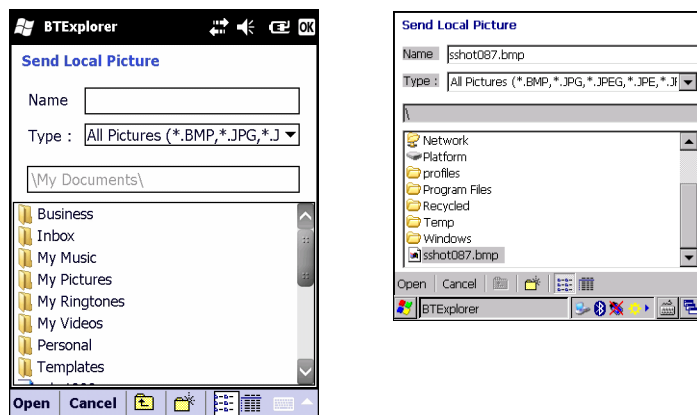 BTExplorer
OK
Send Local Picture
Name
Type : All Pictures (*.BMP,*.JPG,*.J
\My Documents\
Business
Inbox
My Music
My Pictures
My Ringtones
My Videos
Personal
Templates
Open Cancel
Send Local Picture
Name sshot087.bmp
Type : All Pictures (*.BMP,*.JPG,*.JPEG,*.JPE,*.JF
\
Network
Platform
profiles
Program Files
Recycled
Temp
Windows
sshot087.bmp
Open Cancel
BTExplorer